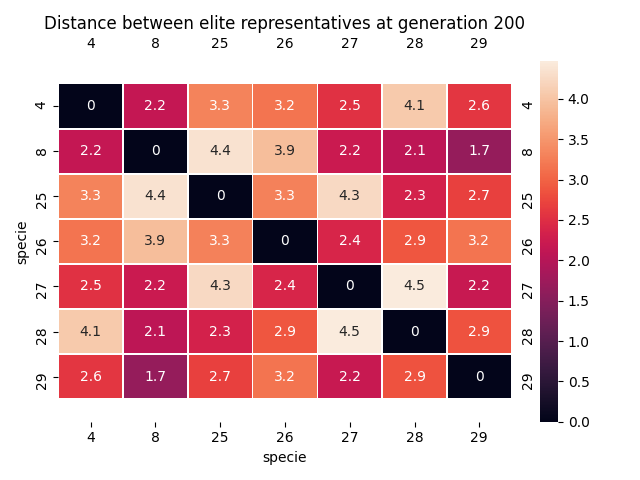 Distance between elite representatives at generation 200
4 8 25 26 27 28 29
4 0 2.2 3.3 3.2 2.5 4.1 2.6 4
8 2.2 0 4.4 3.9 2.2 2.1 1.7 8
25 3.3 4.4 0 3.3 4.3 2.3 2.7 25
26 3.2 3.9 3.3 0 2.4 2.9 3.2 26
27 2.5 2.2 4.3 2.4 0 4.5 2.2 27
28 4.1 2.1 2.3 2.9 4.5 0 2.9 28
29 2.6 1.7 2.7 3.2 2.2 2.9 0 29
specie
4 8 25 26 27 28 29
specie
4.0
3.5
3.0
2.5
2.0
1.5
1.0
0.5
0.0